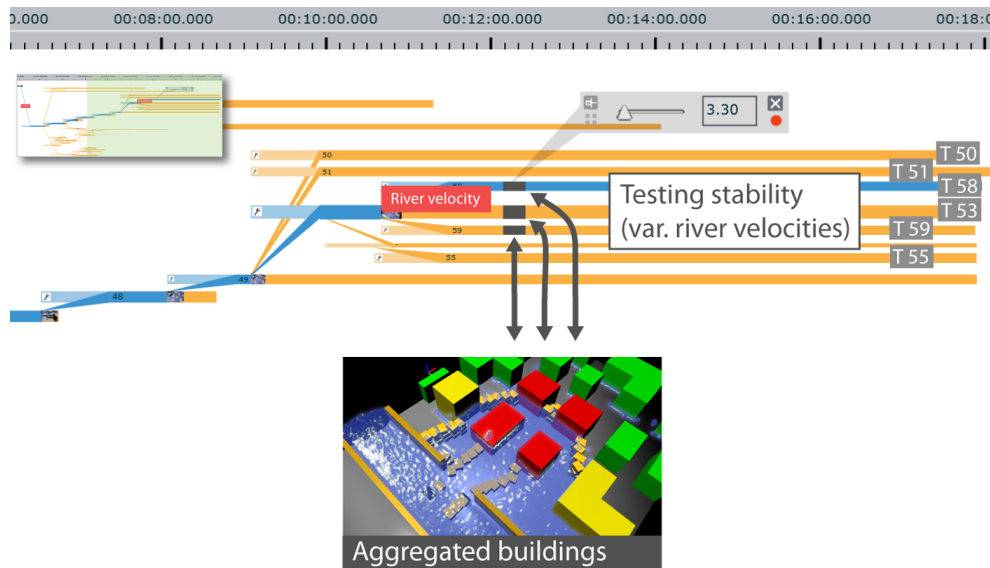 0.000 00:08:00.000 00:10:00.000 00:12:00.000 00:14:00.000 00:16:00.000 00:18:0
3.30
50
T 50
51
T 51
T 58
River velocity
Testing stability
(var. river velocities)
T 53
59
T 59
55
T 55
49
48
Aggregated buildings